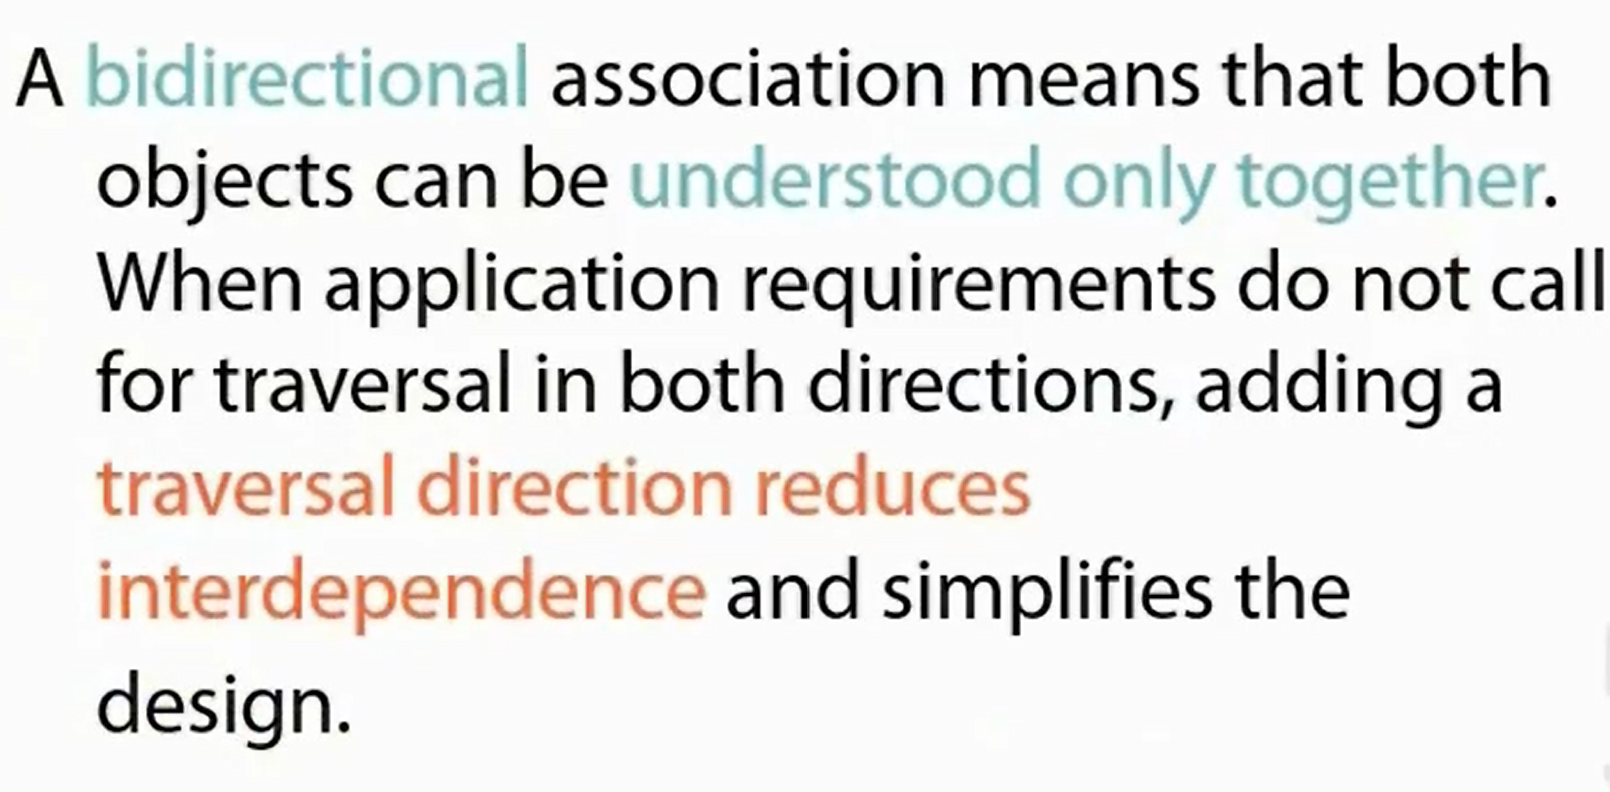 A bidirectional association means that both
objects can be understood only together.
When application requirements do not call
for traversal in both directions, adding a
traversal direction reduces
interdependence and simplifies the
design.